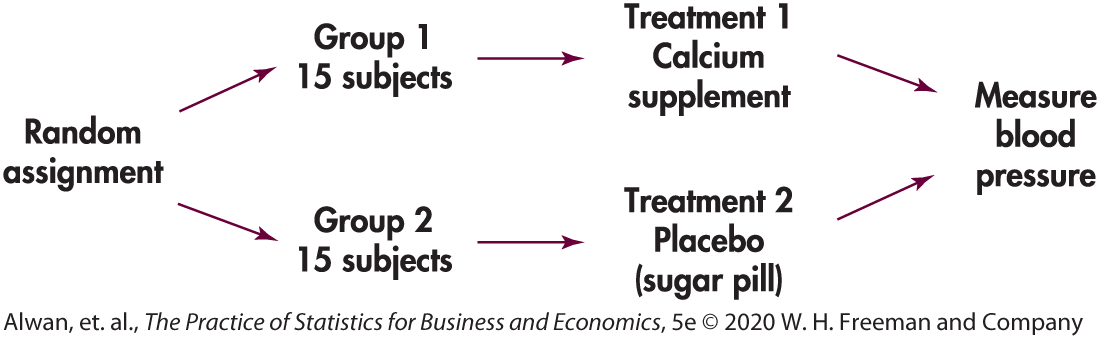 Random
assignment
Group 1
15 subjects
Treatment 1
Calcium
supplement
Group 2
15 subjects
Treatment 2
Placebo
(sugar pill)
Measure
blood
pressure
Alwan, et. al., The Practice of Statistics for Business and Economics, 5e © 2020 W. H. Freeman and Company